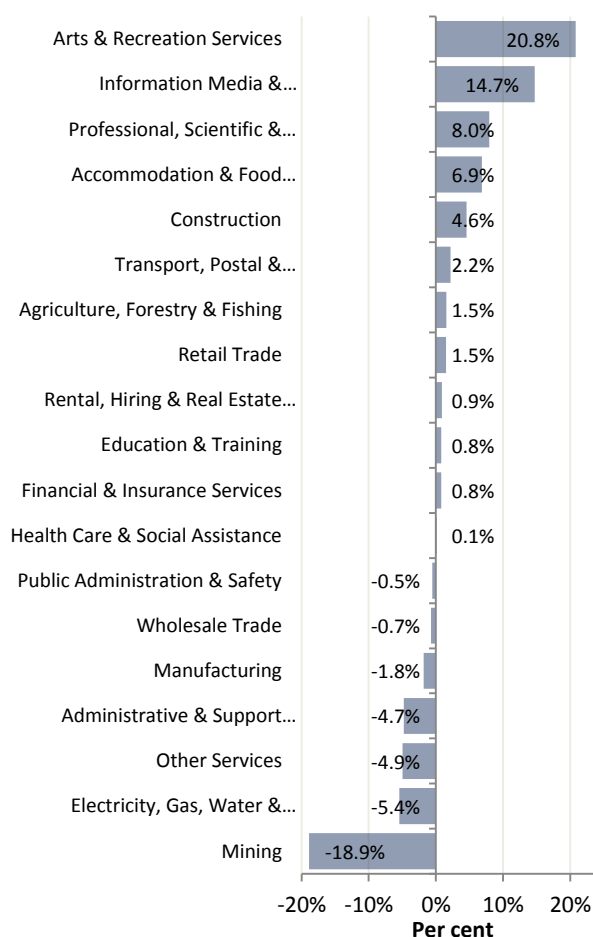 Arts & Recreation Services 20.8%
Information Media &... 14.7%
Professional, Scientific &... 8.0%
Accommodation & Food... 6.9%
Construction 4.6%
Transport, Postal &... 2.2%
Agriculture, Forestry & Fishing 1.5%
Retail Trade 1.5%
Rental, Hiring & Real Estate... 0.9%
Education & Training 0.8%
Financial & Insurance Services 0.8%
Health Care & Social Assistance 0.1%
Public Administration & Safety -0.5%
Wholesale Trade -0.7%
Manufacturing -1.8%
Administrative & Support... -4.7%
Other Services -4.9%
Electricity, Gas, Water &... -5.4%
Mining -18.9%
-20% -10% 0% 10% 20%
Per cent